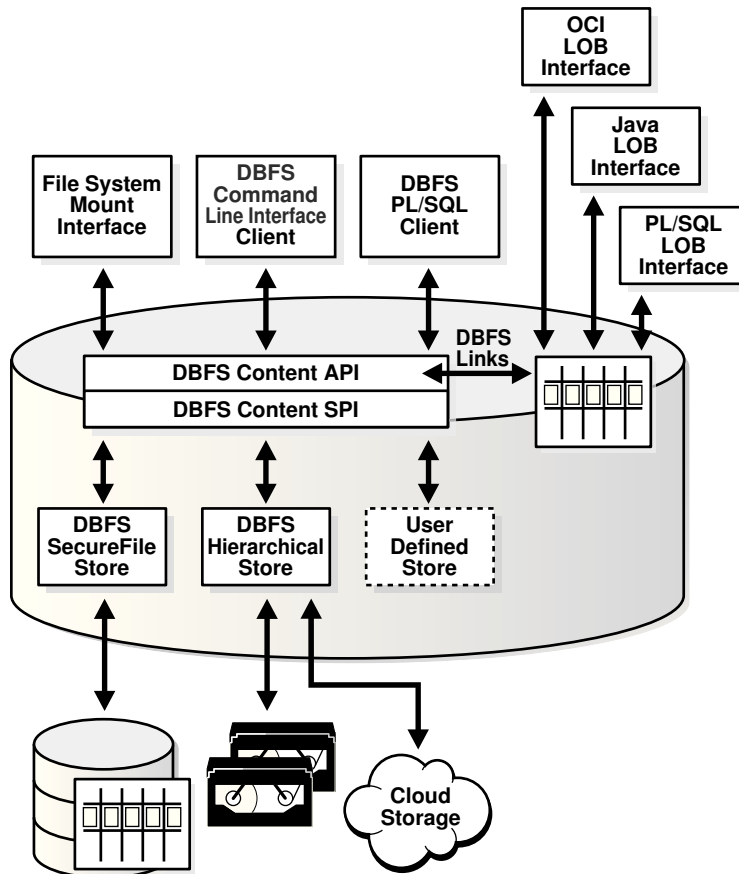 OCI
LOB
Interface
Java
LOB
Interface
PL/SQL
LOB
Interface
File System
Mount
Interface
DBFS
Command
Line Interface
Client
DBFS
PL/SQL
Client
DBFS
Links
DBFS Content API
DBFS Content SPI
DBFS
SecureFile
Store
DBFS
Hierarchical
Store
User
Defined
Store
Cloud
Storage